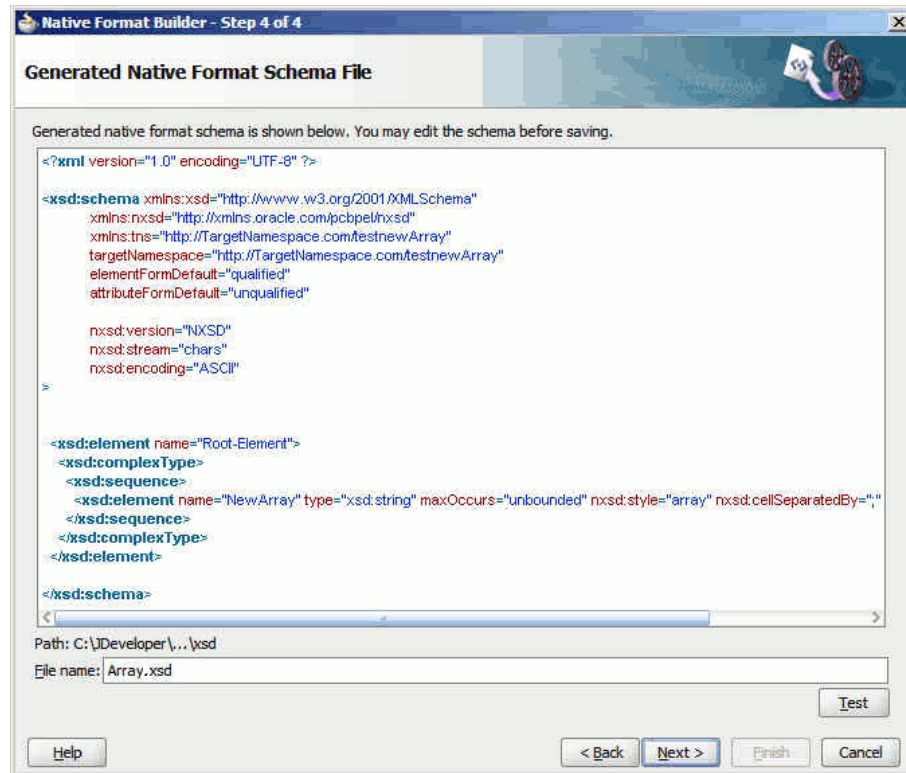 Native Format Builder - Step 4 of 4
Generated Native Format Schema File
Generated native format schema is shown below. You may edit the schema before saving.
<?xml version="1.0" encoding="UTF-8" ?>
<xsd:schema xmlns:xsd="http://www.w3.org/2001/XMLSchema"
xmlns:nxsd="http://xmlns.oracle.com/pcbpel/nxsd"
xmlns:tns="http://TargetNamespace.com/testnewArray"
targetNamespace="http://TargetNamespace.com/testnewArray"
elementFormDefault="qualified"
attributeFormDefault="unqualified"
nxsd:version="NXSD"
nxsd:stream="chars"
nxsd:encoding="ASCII"
>
<xsd:element name="Root-Element">
<xsd:complexType>
<xsd:sequence>
<xsd:element name="NewArray" type="xsd:string" maxOccurs="unbounded" nxsd:style="array" nxsd:cellSeparatedBy=";"
</xsd:sequence>
</xsd:complexType>
</xsd:element>
</xsd:schema>
Path: C:\JDeveloper\...\xsd
File name: Array.xsd
Test
Help < Back Next > Finish Cancel